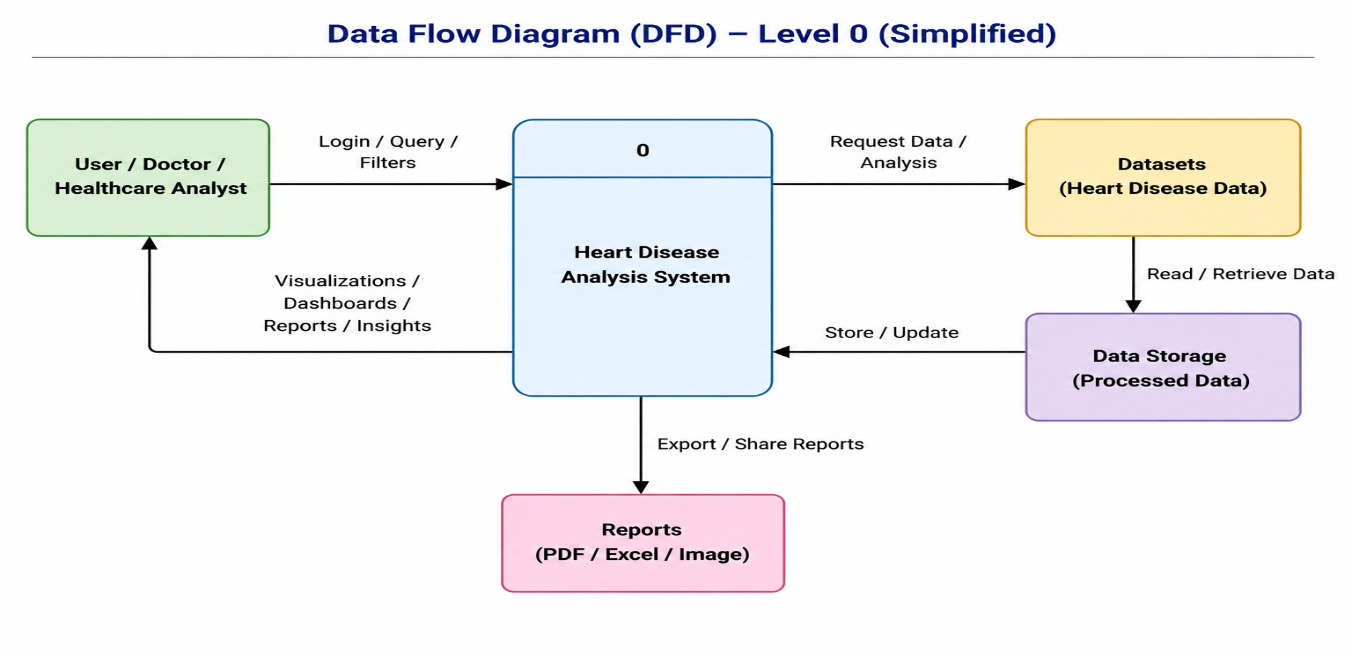 Data Flow Diagram (DFD) – Level 0 (Simplified)
User / Doctor /
Healthcare Analyst
Login / Query /
Filters
0
Heart Disease
Analysis System
Request Data /
Analysis
Datasets
(Heart Disease Data)
Read / Retrieve Data
Visualizations /
Dashboards /
Reports / Insights
Store / Update
Data Storage
(Processed Data)
Export / Share Reports
Reports
(PDF / Excel / Image)